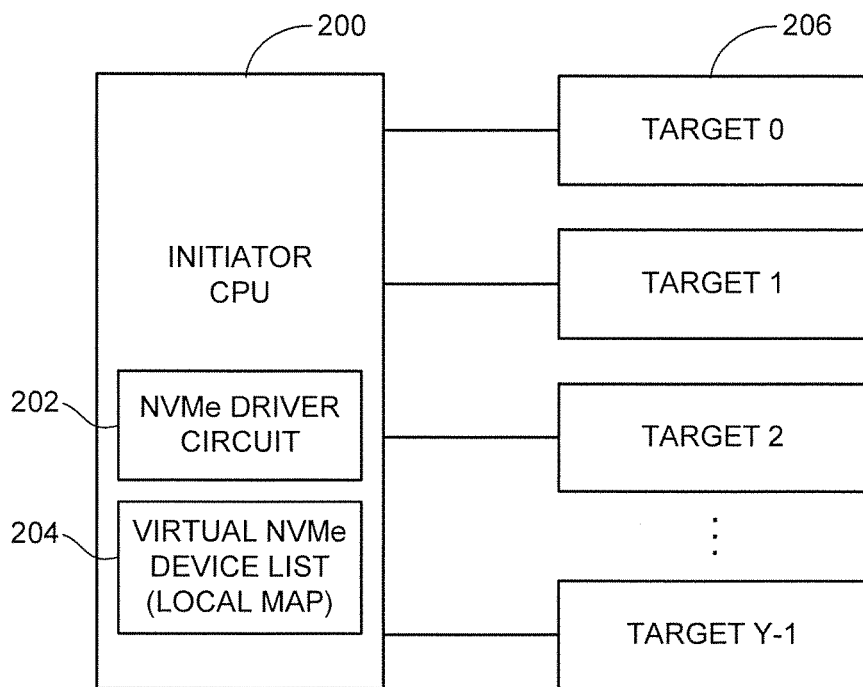 200
206
INITIATOR
CPU
202
NVMe DRIVER
CIRCUIT
204
VIRTUAL NVMe
DEVICE LIST
(LOCAL MAP)
TARGET 0
TARGET 1
TARGET 2
⋮
TARGET Y-1